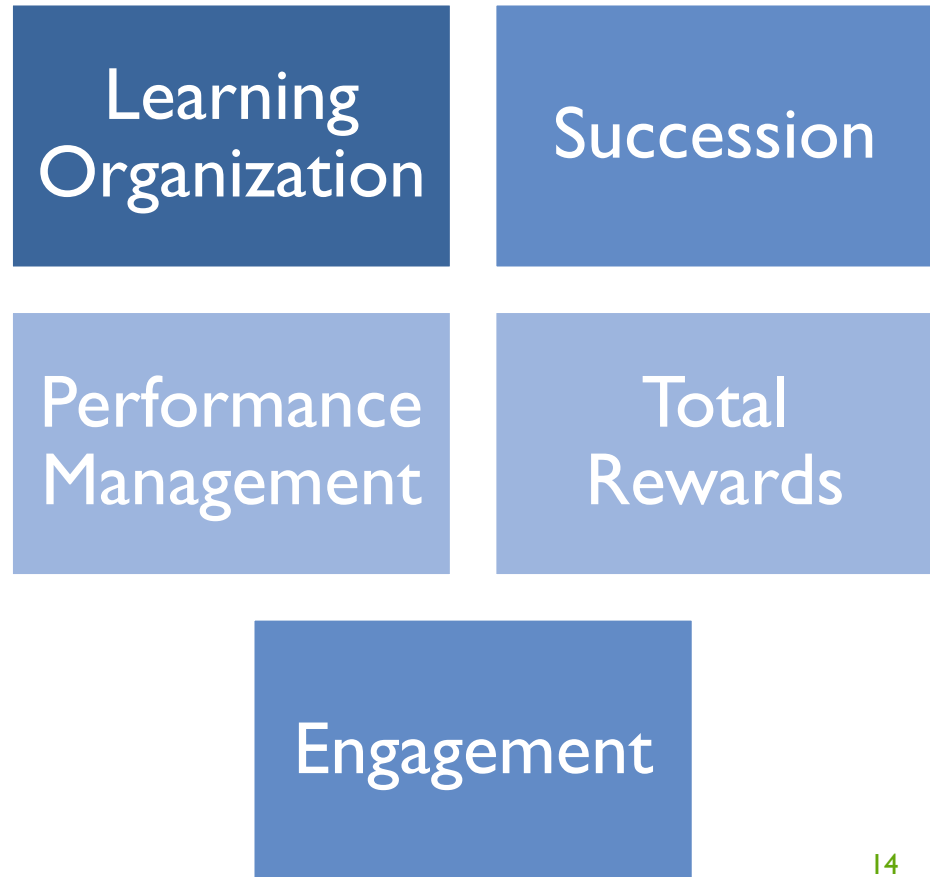 Learning
Organization
Succession
Performance
Management
Total
Rewards
Engagement
14